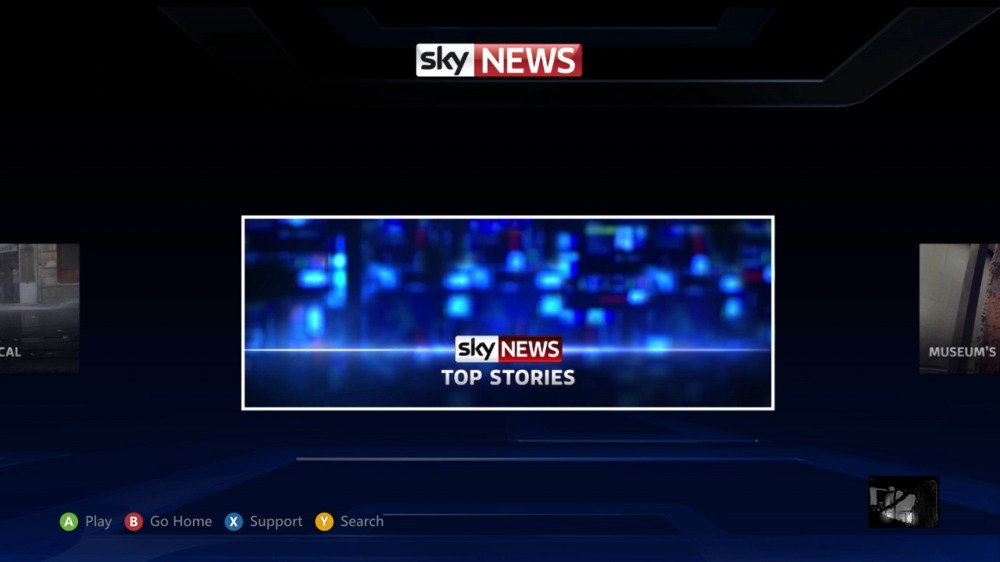 sky NEWS
sky NEWS
TOP STORIES
CAL
MUSEUM'S
A Play B Go Home X Support Y Search